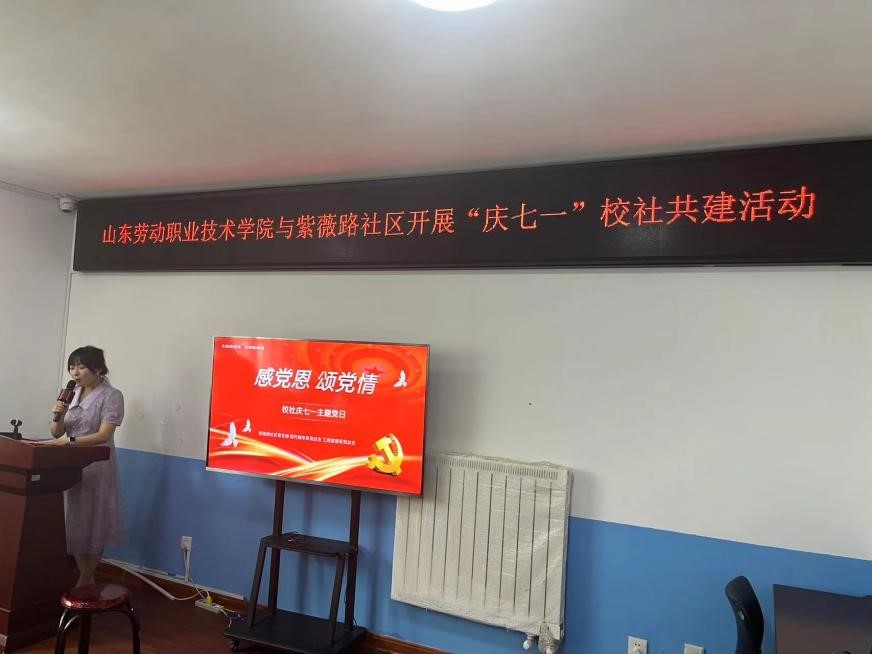 山东劳动职业技术学院与紫薇路社区开展“庆七一”校社共建活动
感党恩 颂党情
校社庆七一主题党日